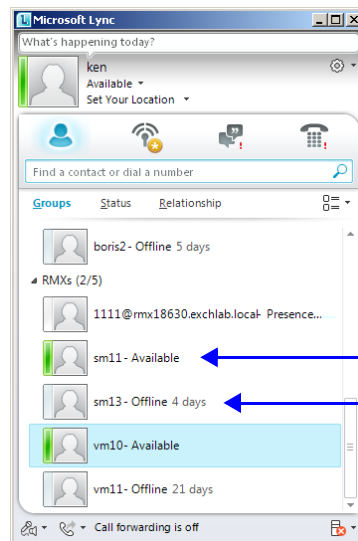 Microsoft Lync
What's happening today?
ken
Available
Set Your Location
Find a contact or dial a number
Groups Status Relationship
boris2 - Offline 5 days
RMXs (2/5)
1111@rmx18630.exchlab.local- Presence...
sm11 - Available
sm13 - Offline 4 days
vm10 - Available
vm11 - Offline 21 days
Call forwarding is off